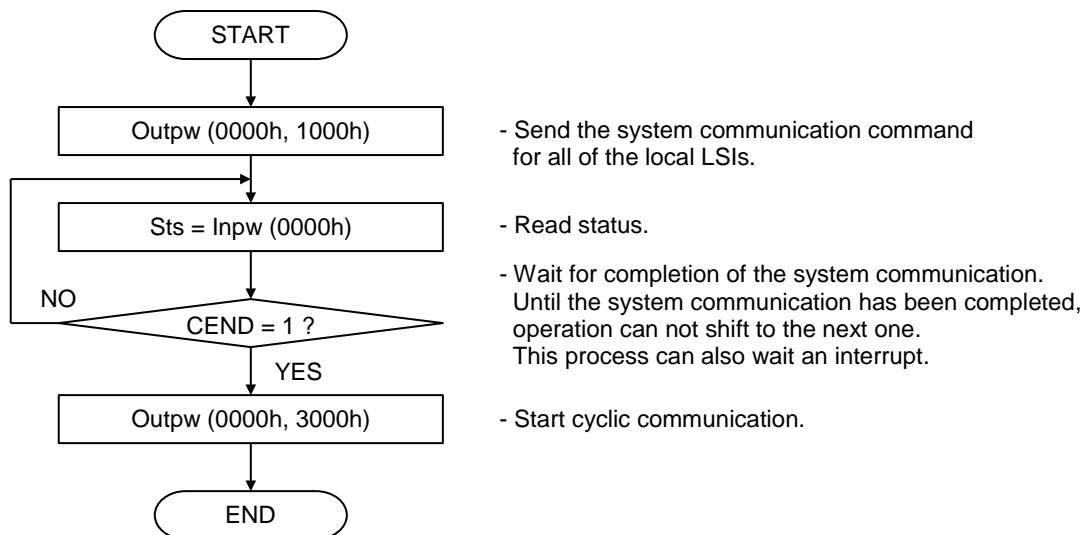 START
Outpw (0000h, 1000h)
- Send the system communication command
for all of the local LSIs.
Sts = Inpw (0000h)
- Read status.
- Wait for completion of the system communication.
Until the system communication has been completed,
operation can not shift to the next one.
This process can also wait an interrupt.
NO
CEND = 1 ?
YES
Outpw (0000h, 3000h)
- Start cyclic communication.
END